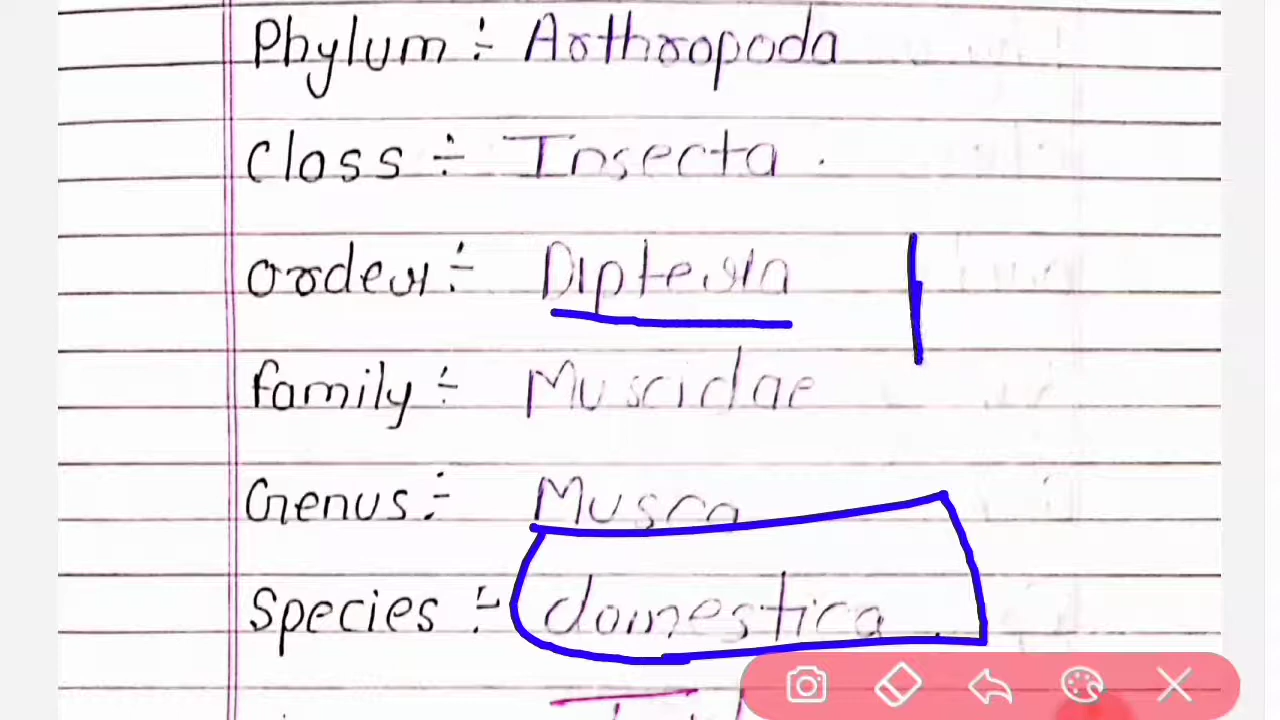 Phylum :- Arthropoda
Class :- Insecta.
order :- Diptera
family :- Muscidae
Genus :- Musca
Species :- domestica.